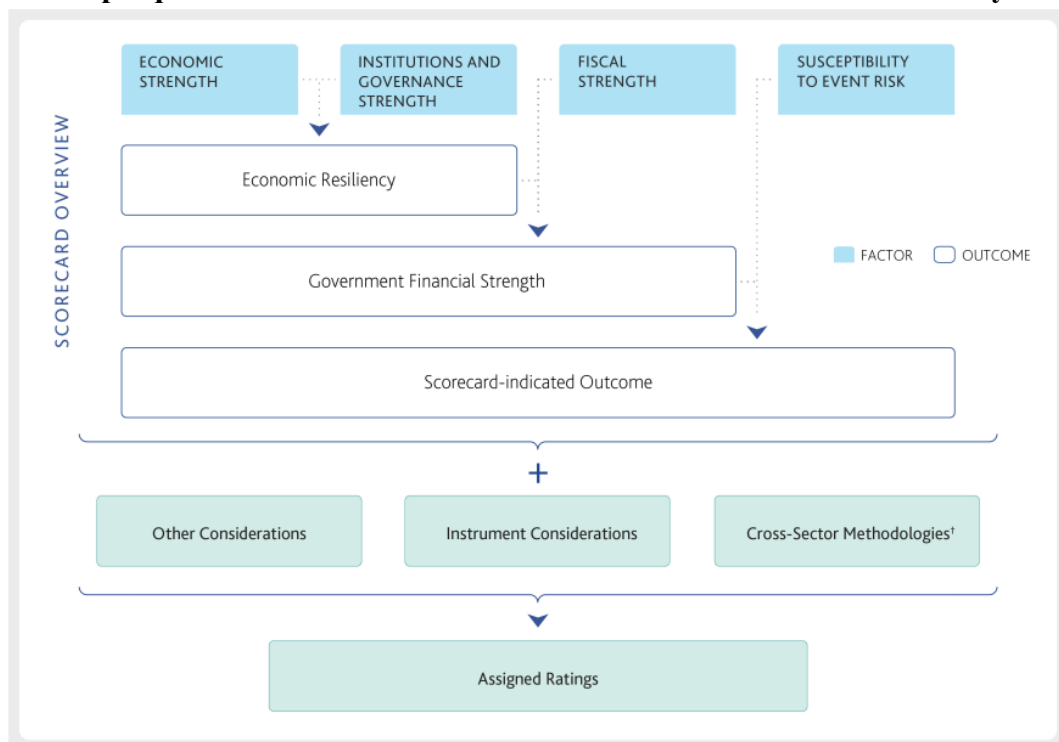 ECONOMIC
STRENGTH
INSTITUTIONS AND
GOVERNANCE
STRENGTH
FISCAL
STRENGTH
SUSCEPTIBILITY
TO EVENT RISK
SCORECARD OVERVIEW
Economic Resiliency
Government Financial Strength
FACTOR
OUTCOME
Scorecard-indicated Outcome
+
Other Considerations
Instrument Considerations
Cross-Sector Methodologies†
Assigned Ratings